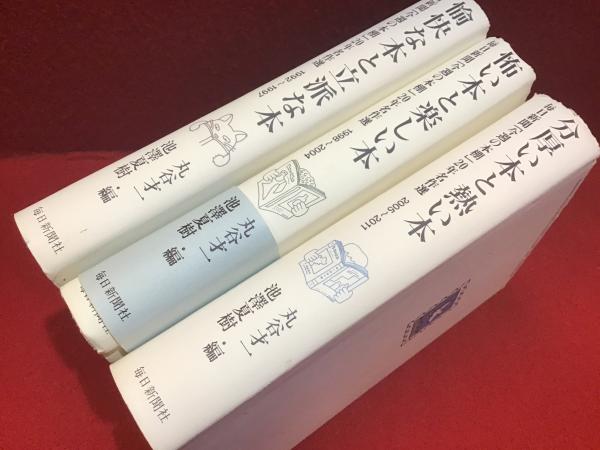 愉快な本と立派な本
毎日新聞「今週の本棚」20年名作選
1992〜1997
丸谷才一
池澤夏樹・編
毎日新聞社
怖い本と楽しい本
毎日新聞「今週の本棚」20年名作選
1998〜2004
丸谷才一
池澤夏樹・編
毎日新聞社
分厚い本と熱い本
毎日新聞「今週の本棚」20年名作選
2005〜2011
丸谷才一
池澤夏樹・編
毎日新聞社